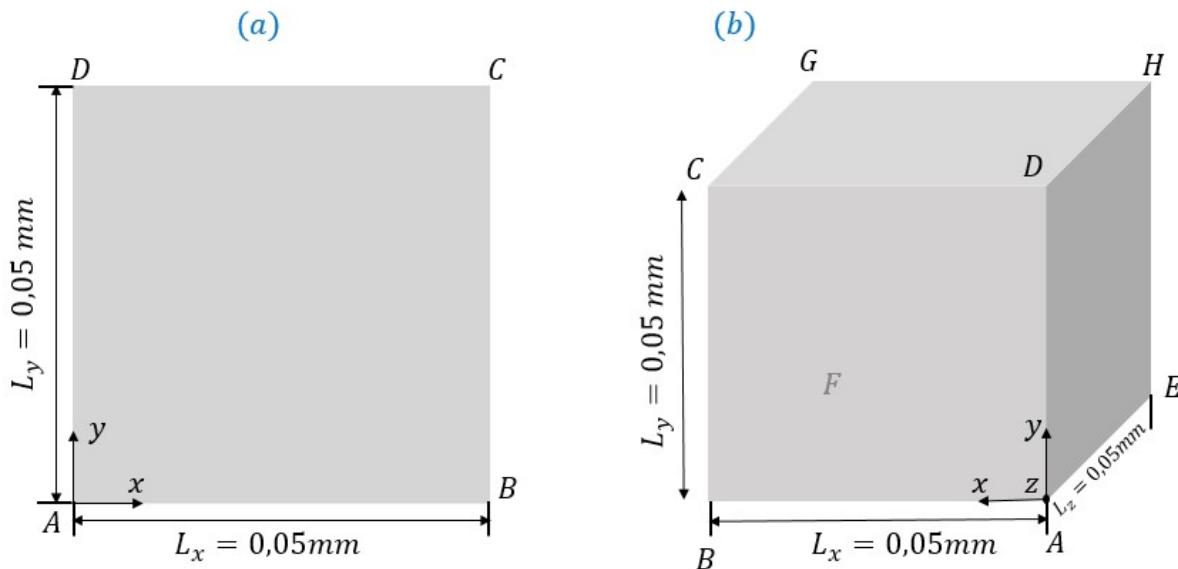 (a)
D
C
L_y = 0,05 mm
y
x
A
B
L_x = 0,05mm
(b)
G
H
C
D
L_y = 0,05 mm
F
E
y
x
z
L_z = 0,05mm
B
L_x = 0,05mm
A